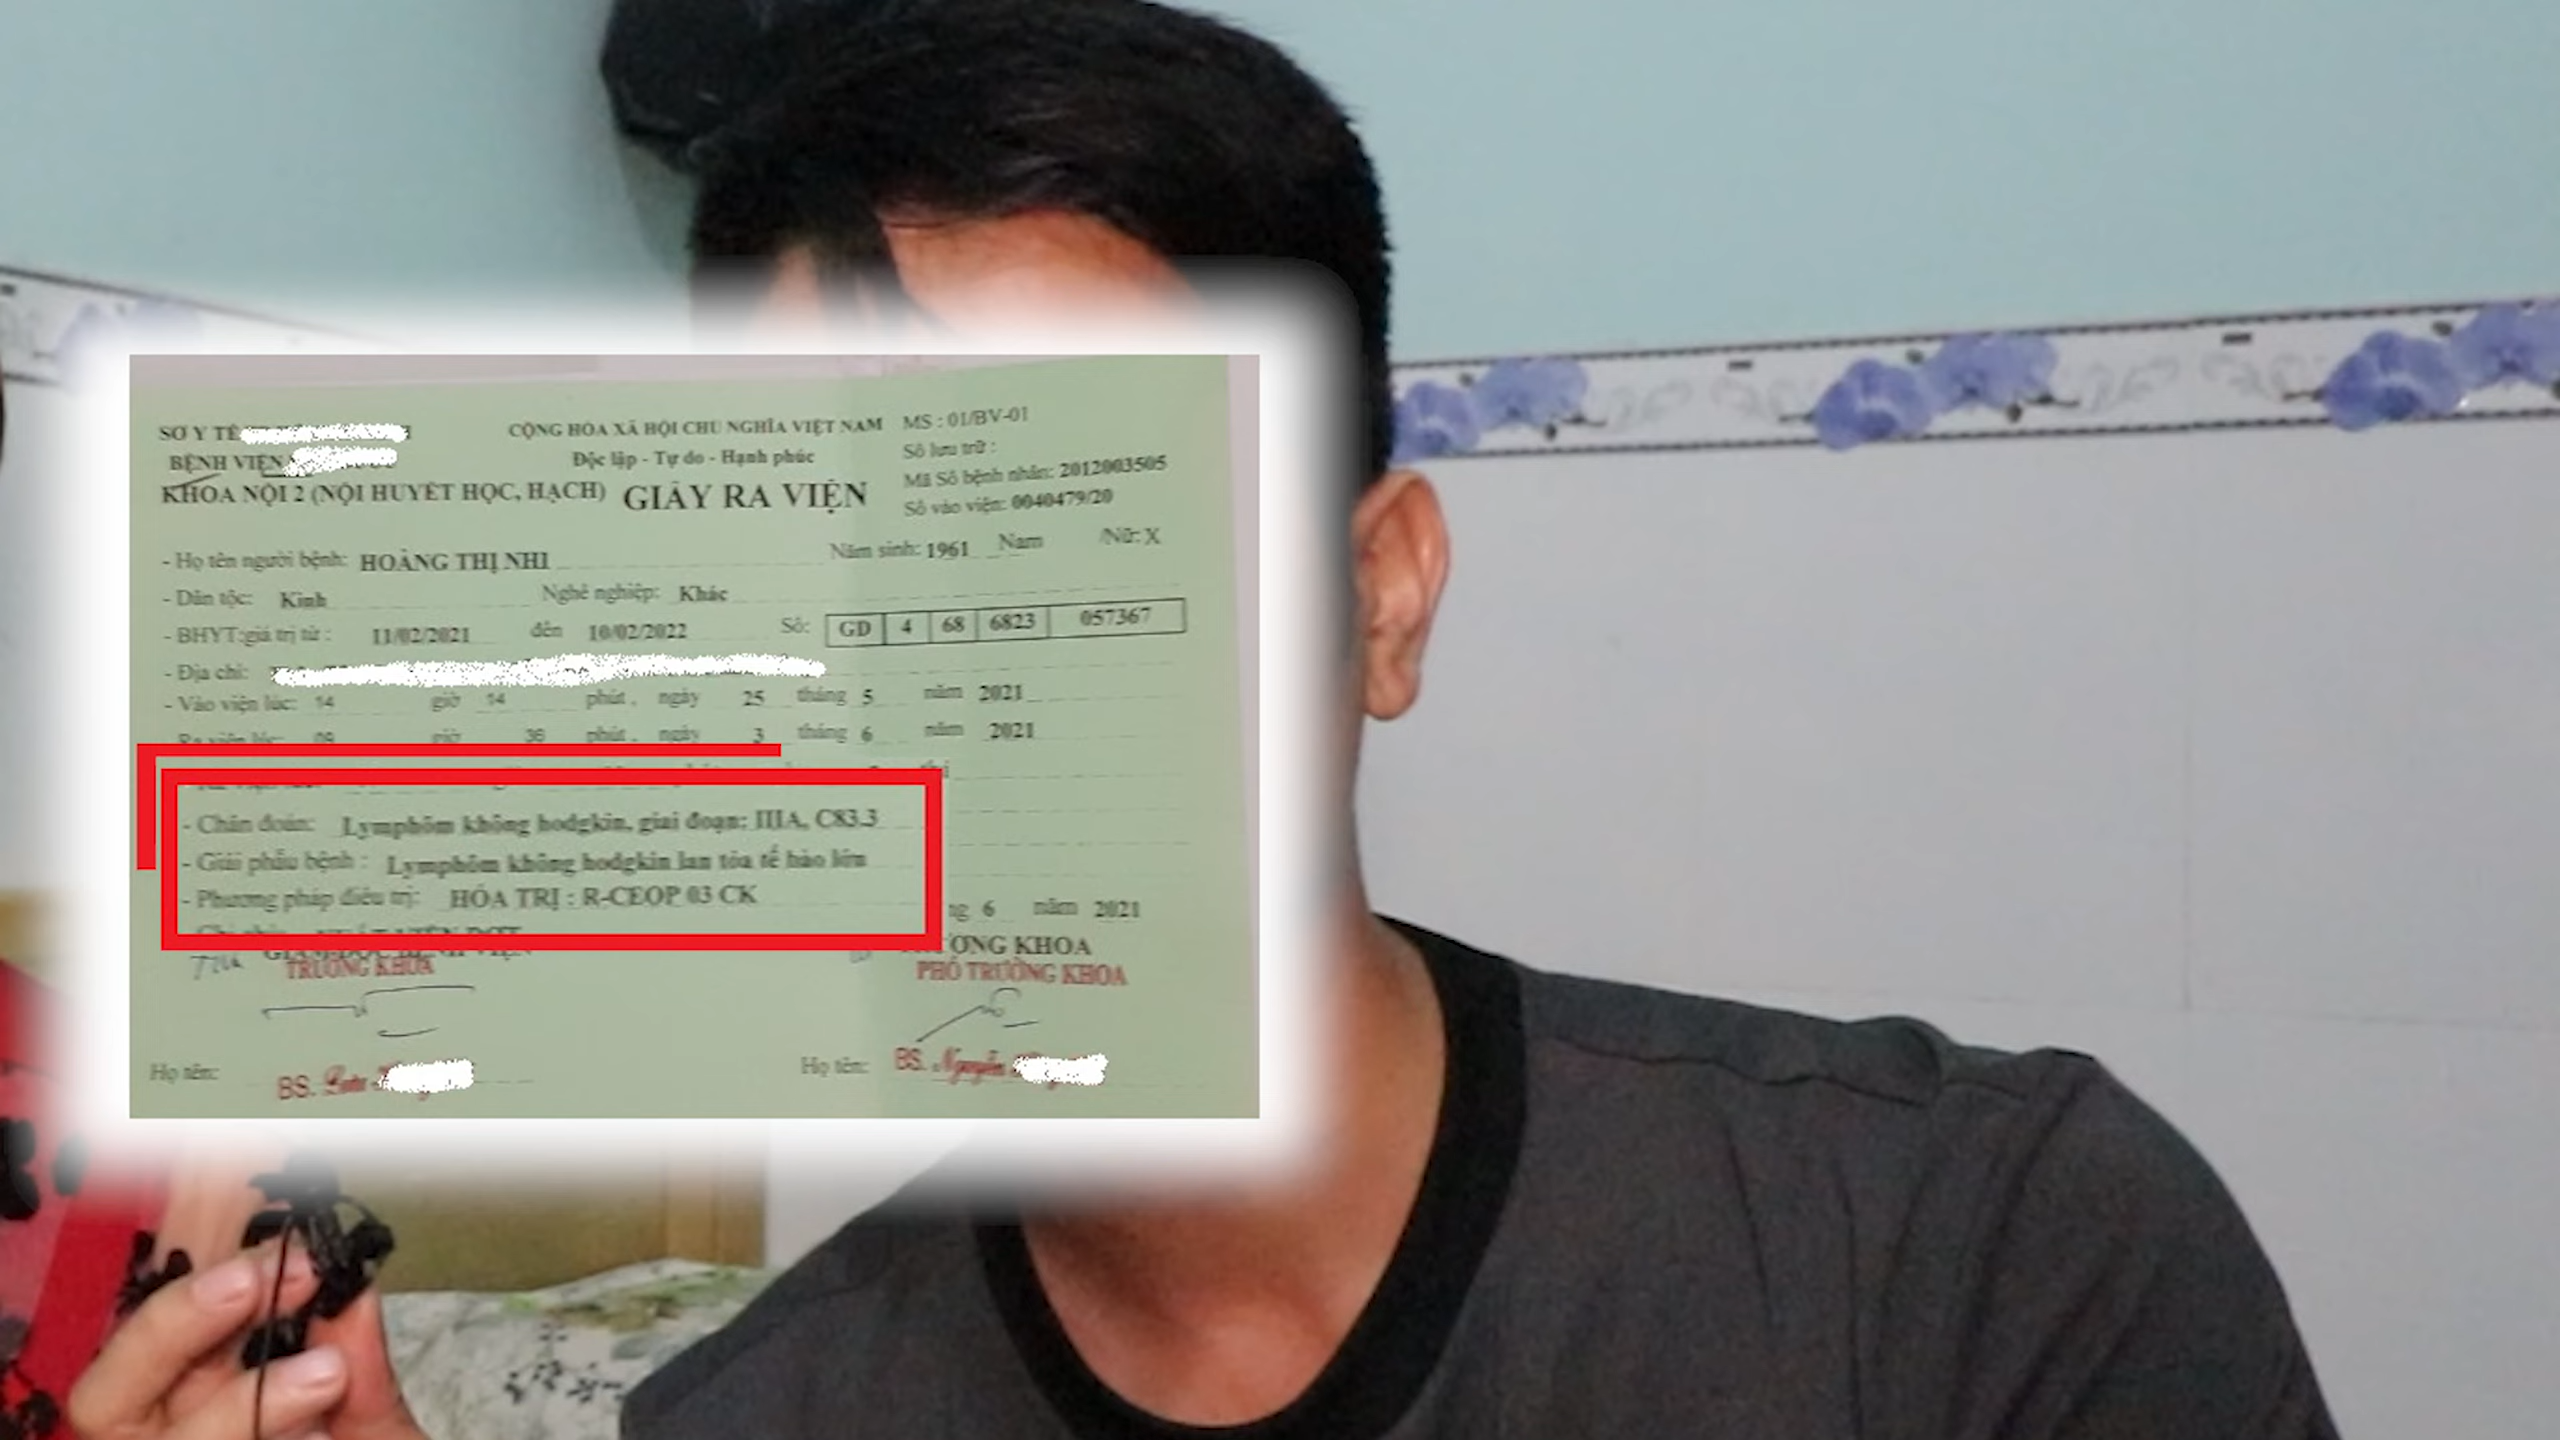 SỞ Y TẾ
BỆNH VIỆN
KHOA NỘI 2 (NỘI HUYẾT HỌC, HẠCH)
CỘNG HÒA XÃ HỘI CHỦ NGHĨA VIỆT NAM
Độc lập - Tự do - Hạnh phúc
GIẤY RA VIỆN
MS : 01/BV-01
Số lưu trữ :
Mã Số bệnh nhân: 2012003505
Số vào viện: 0040479/20
- Họ tên người bệnh: HOÀNG THỊ NHI Năm sinh: 1961 Nam /Nữ: X
- Dân tộc: Kinh Nghề nghiệp: Khác
- BHYT:giá trị từ : 11/02/2021 đến 10/02/2022 Số: GD 4 68 6823 057367
- Địa chỉ:
- Vào viện lúc: 14 giờ 14 phút, ngày 25 tháng 5 năm 2021
Ra viện lúc: 09 giờ 36 phút, ngày 3 tháng 6 năm 2021
- Chẩn đoán: Lymphôm không hodgkin, giai đoạn: IIIA, C83.3
- Giải phẫu bệnh : Lymphôm không hodgkin lan tỏa tế bào lớn
- Phương pháp điều trị: HÓA TRỊ : R-CEOP 03 CK
6 năm 2021
TRƯỞNG KHOA
ƯỞNG KHOA
PHÓ TRƯỞNG KHOA
Họ tên: BS.
Họ tên: BS. Nguyễn